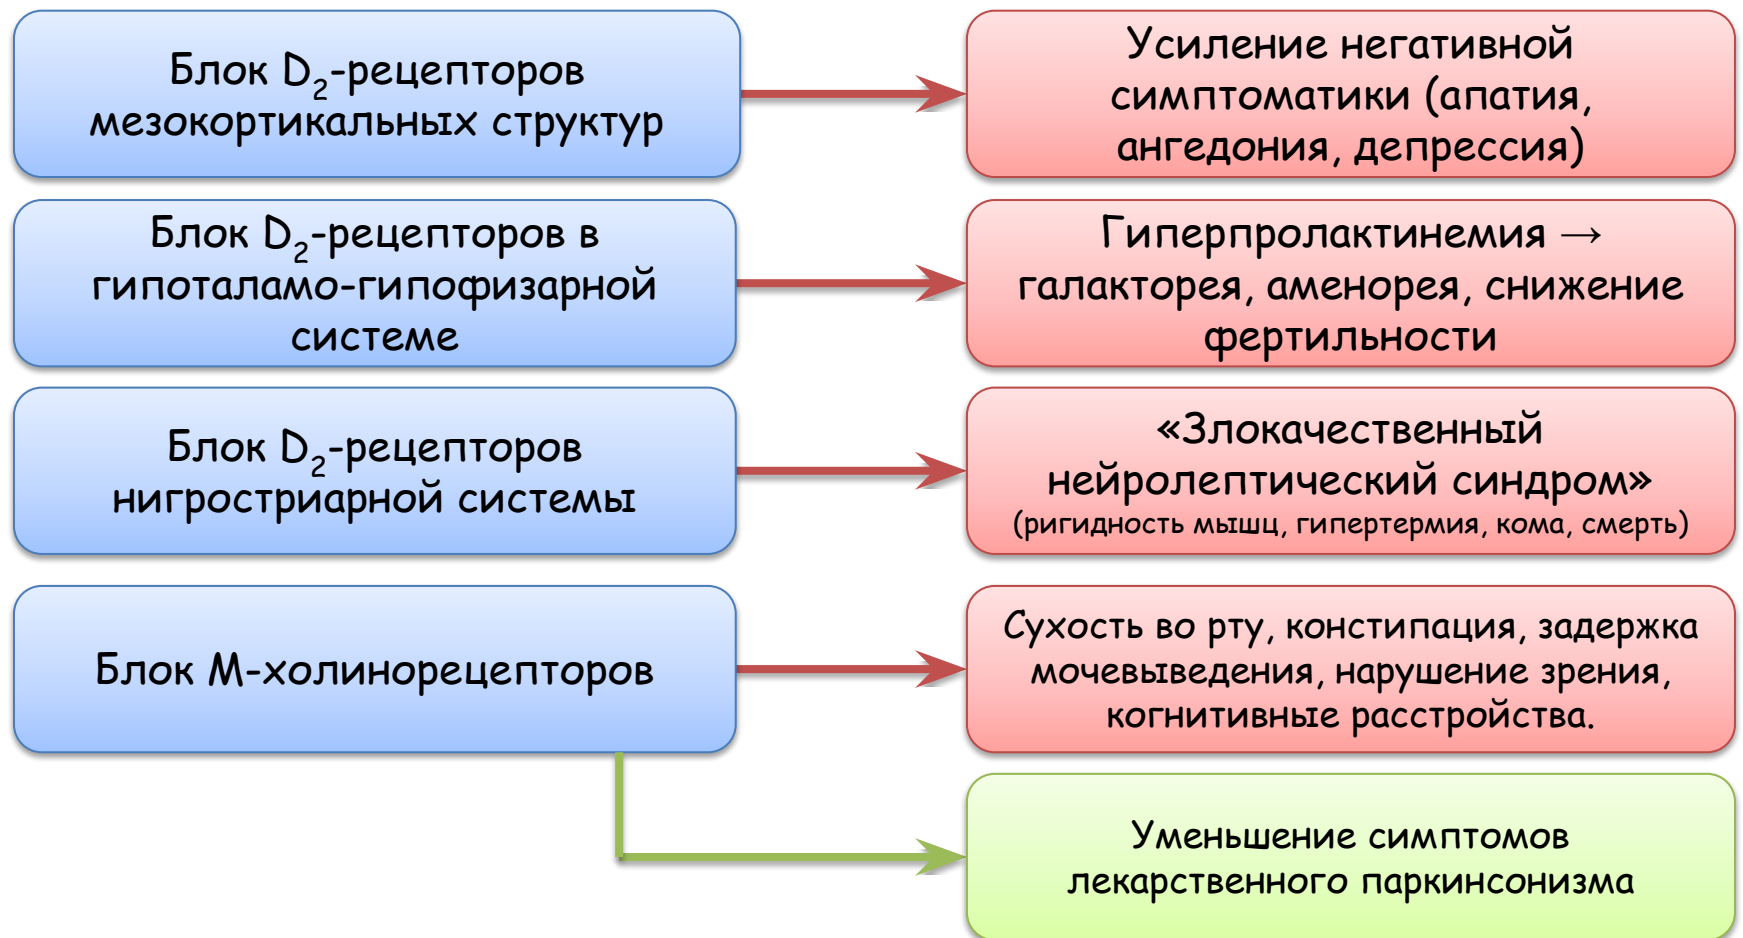 Блок D₂-рецепторов
мезокортикальных структур
Усиление негативной
симптоматики (апатия,
ангедония, депрессия)
Блок D₂-рецепторов в
гипоталамо-гипофизарной
системе
Гиперпролактинемия →
галакторея, аменорея, снижение
фертильности
Блок D₂-рецепторов
нигростриарной системы
«Злокачественный
нейролептический синдром»
(ригидность мышц, гипертермия, кома, смерть)
Блок М-холинорецепторов
Сухость во рту, констипация, задержка
мочевыведения, нарушение зрения,
когнитивные расстройства.
Уменьшение симптомов
лекарственного паркинсонизма